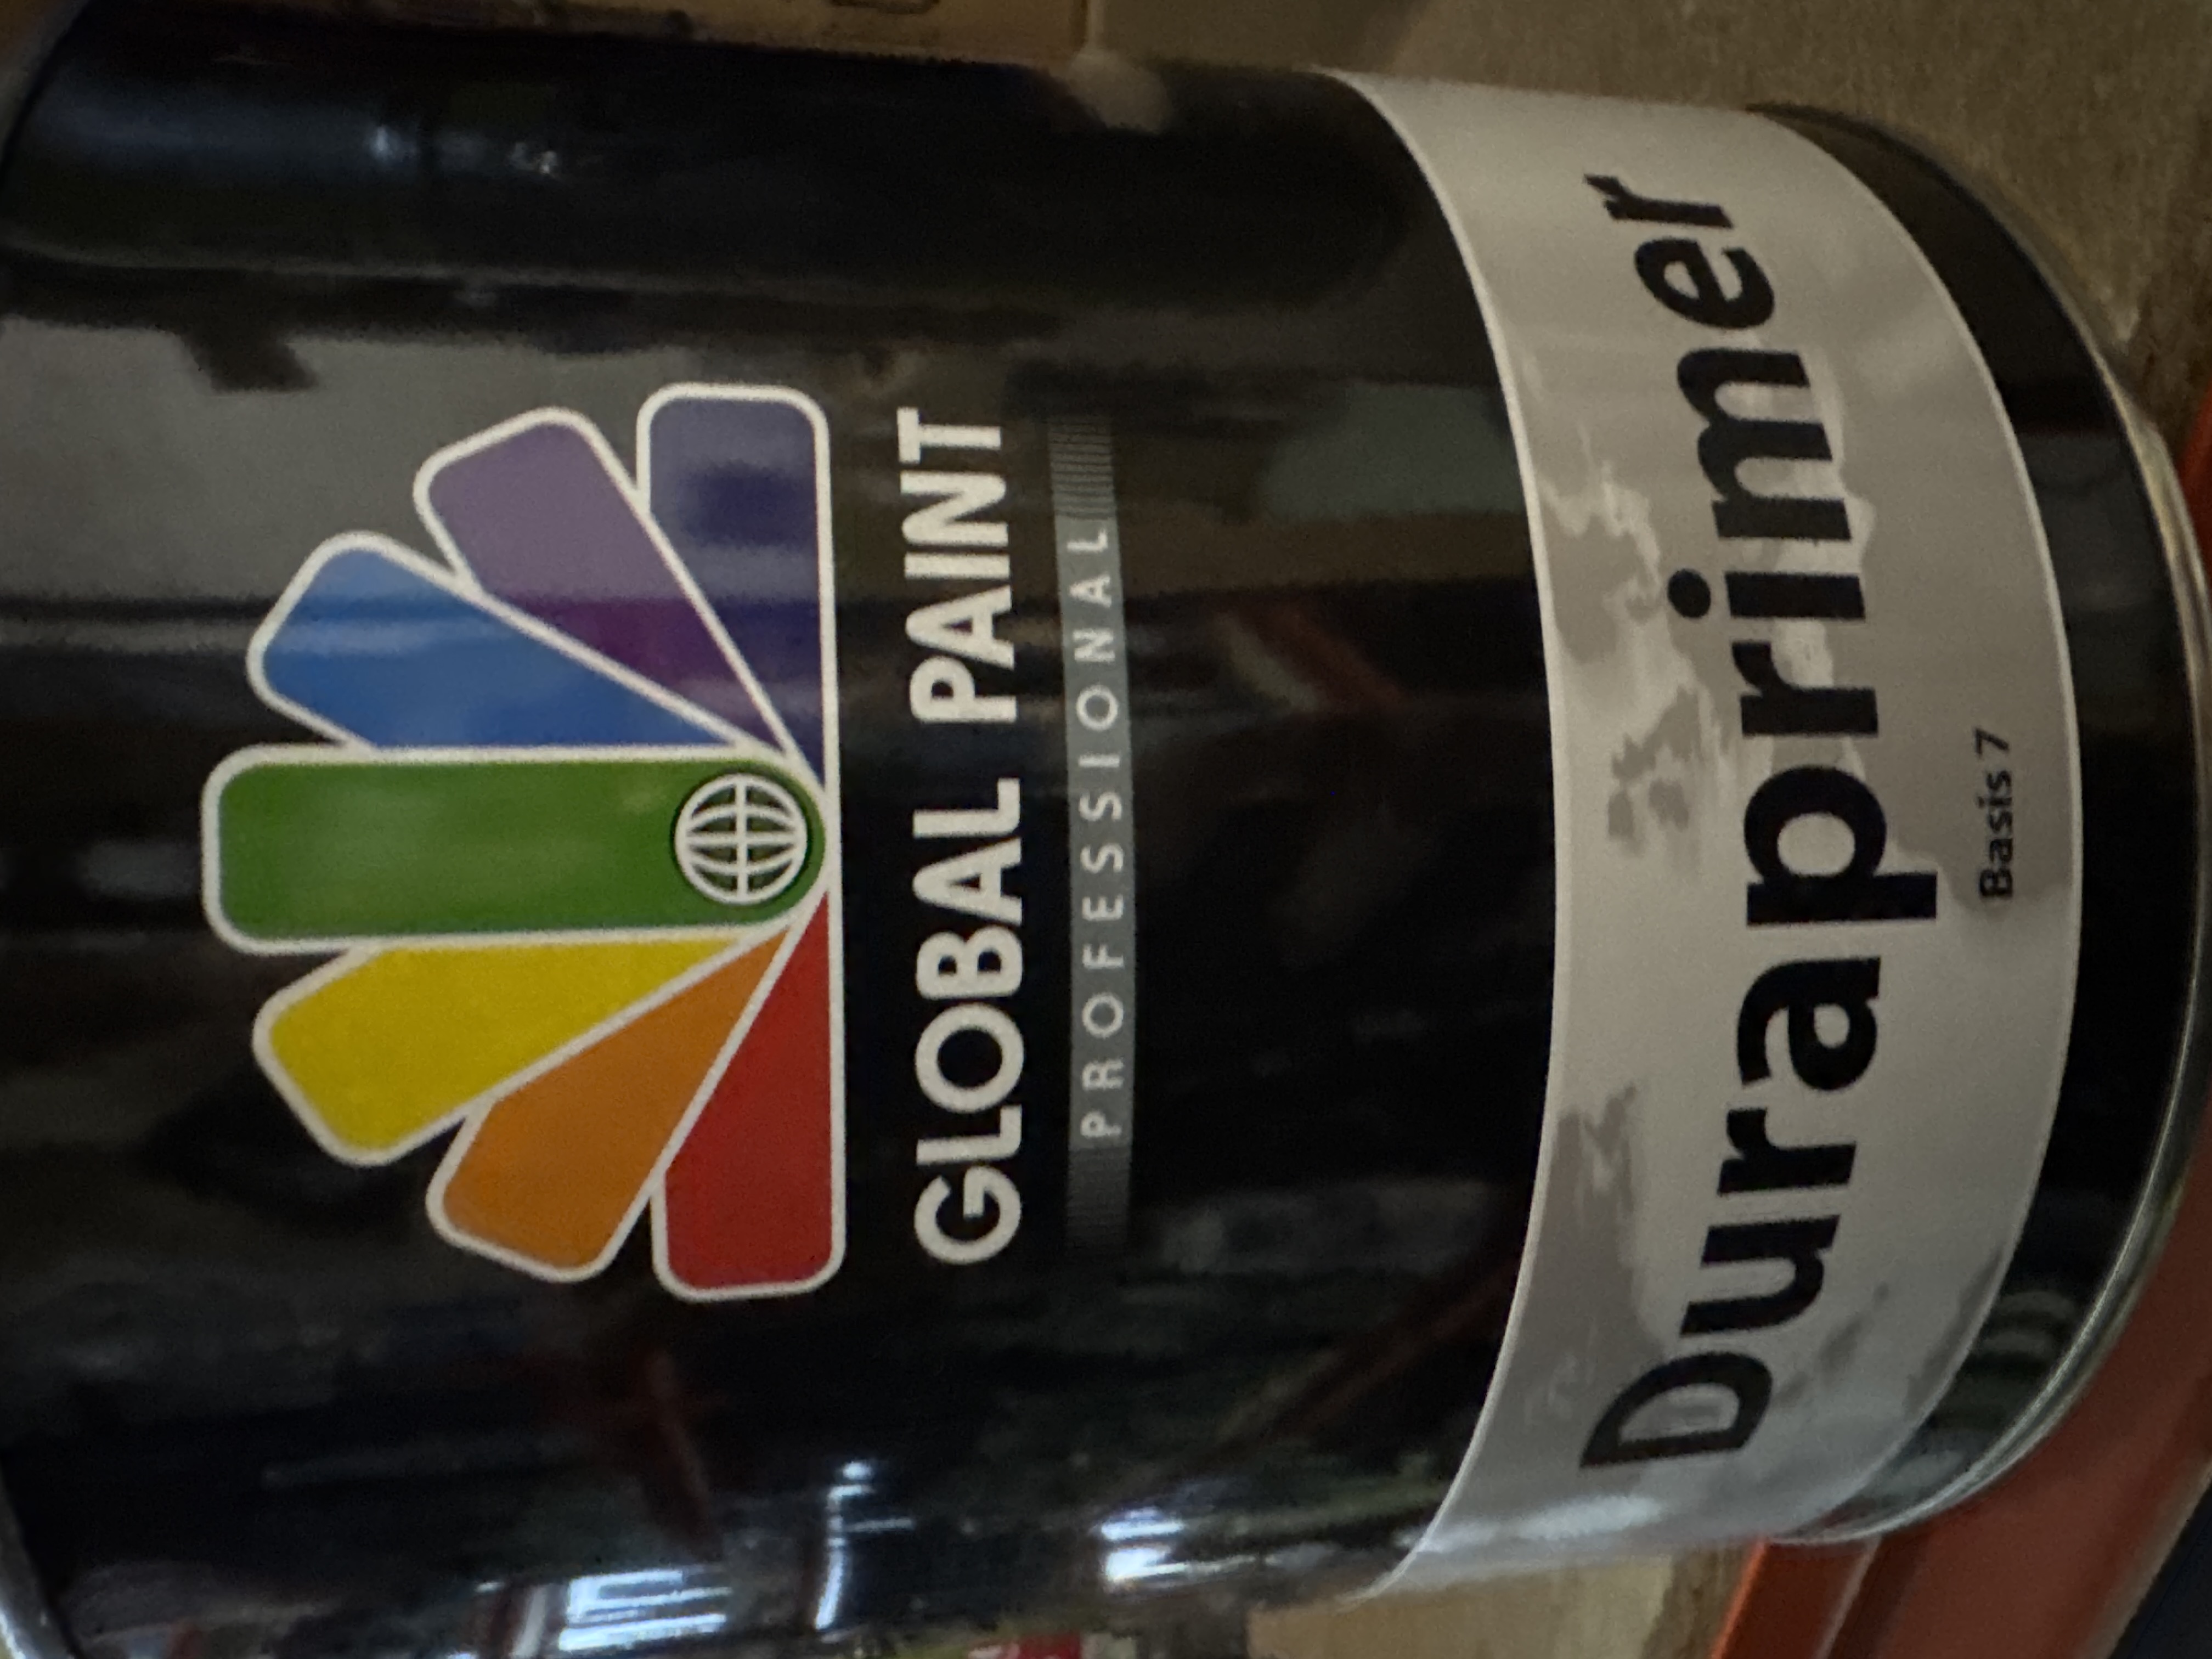 GLOBAL PAINT
PROFESSIONAL
Duraprimer
Basis 7